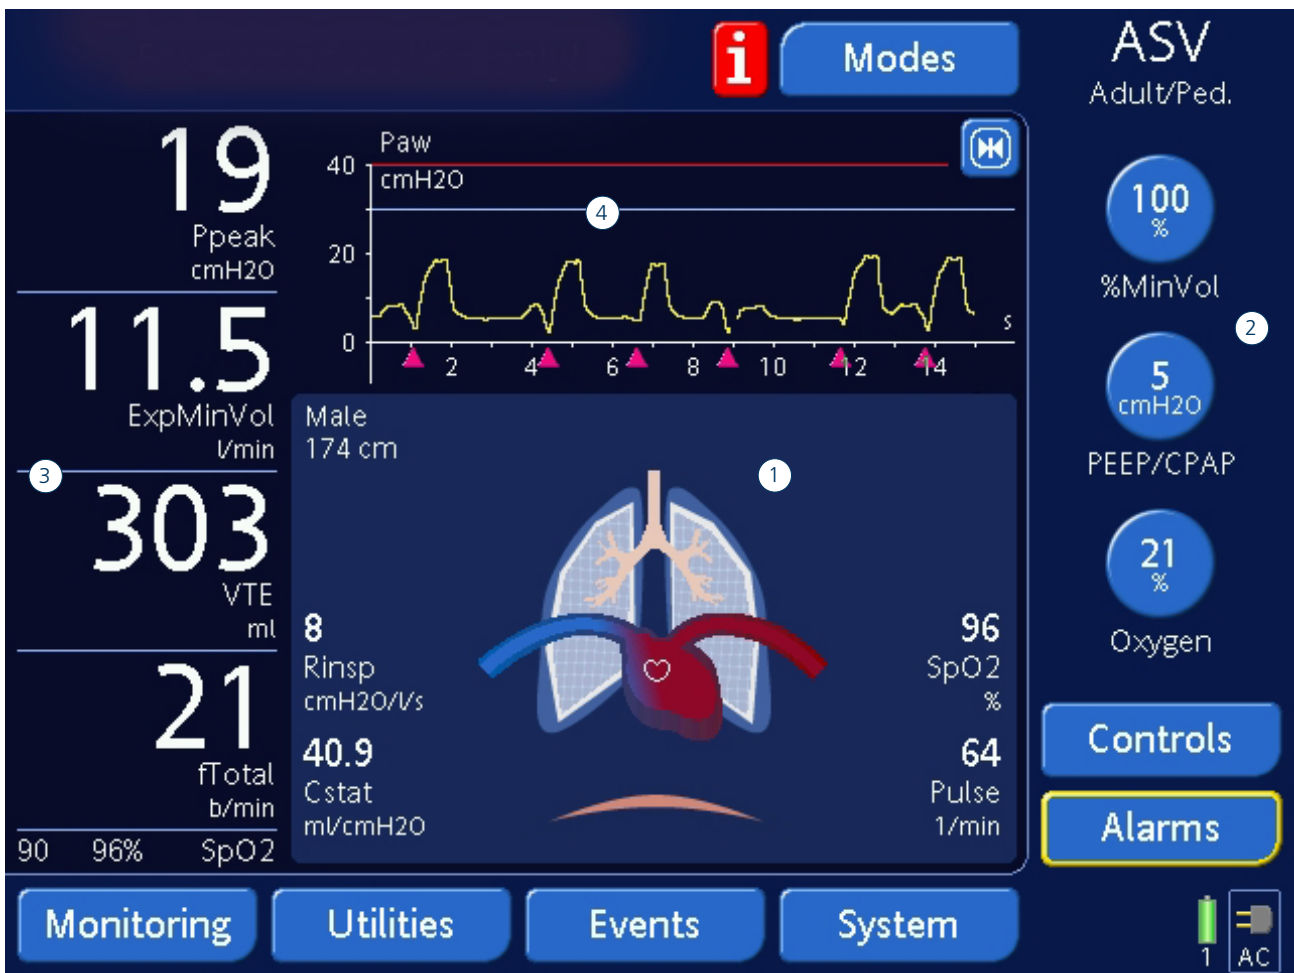 i
Modes
ASV
Adult/Ped.
19
Ppeak
cmH2O
11.5
ExpMinVol
l/min
3
303
VTE
ml
21
fTotal
b/min
90 96% SpO2
Paw
40
cmH2O
4
20
0
s
2 4 6 8 10 12 14
Male
174 cm
1
8
Rinsp
cmH2O/l/s
40.9
Cstat
ml/cmH2O
96
SpO2
%
64
Pulse
1/min
100
%
%MinVol
2
5
cmH2O
PEEP/CPAP
21
%
Oxygen
Controls
Alarms
Monitoring
Utilities
Events
System
1
AC